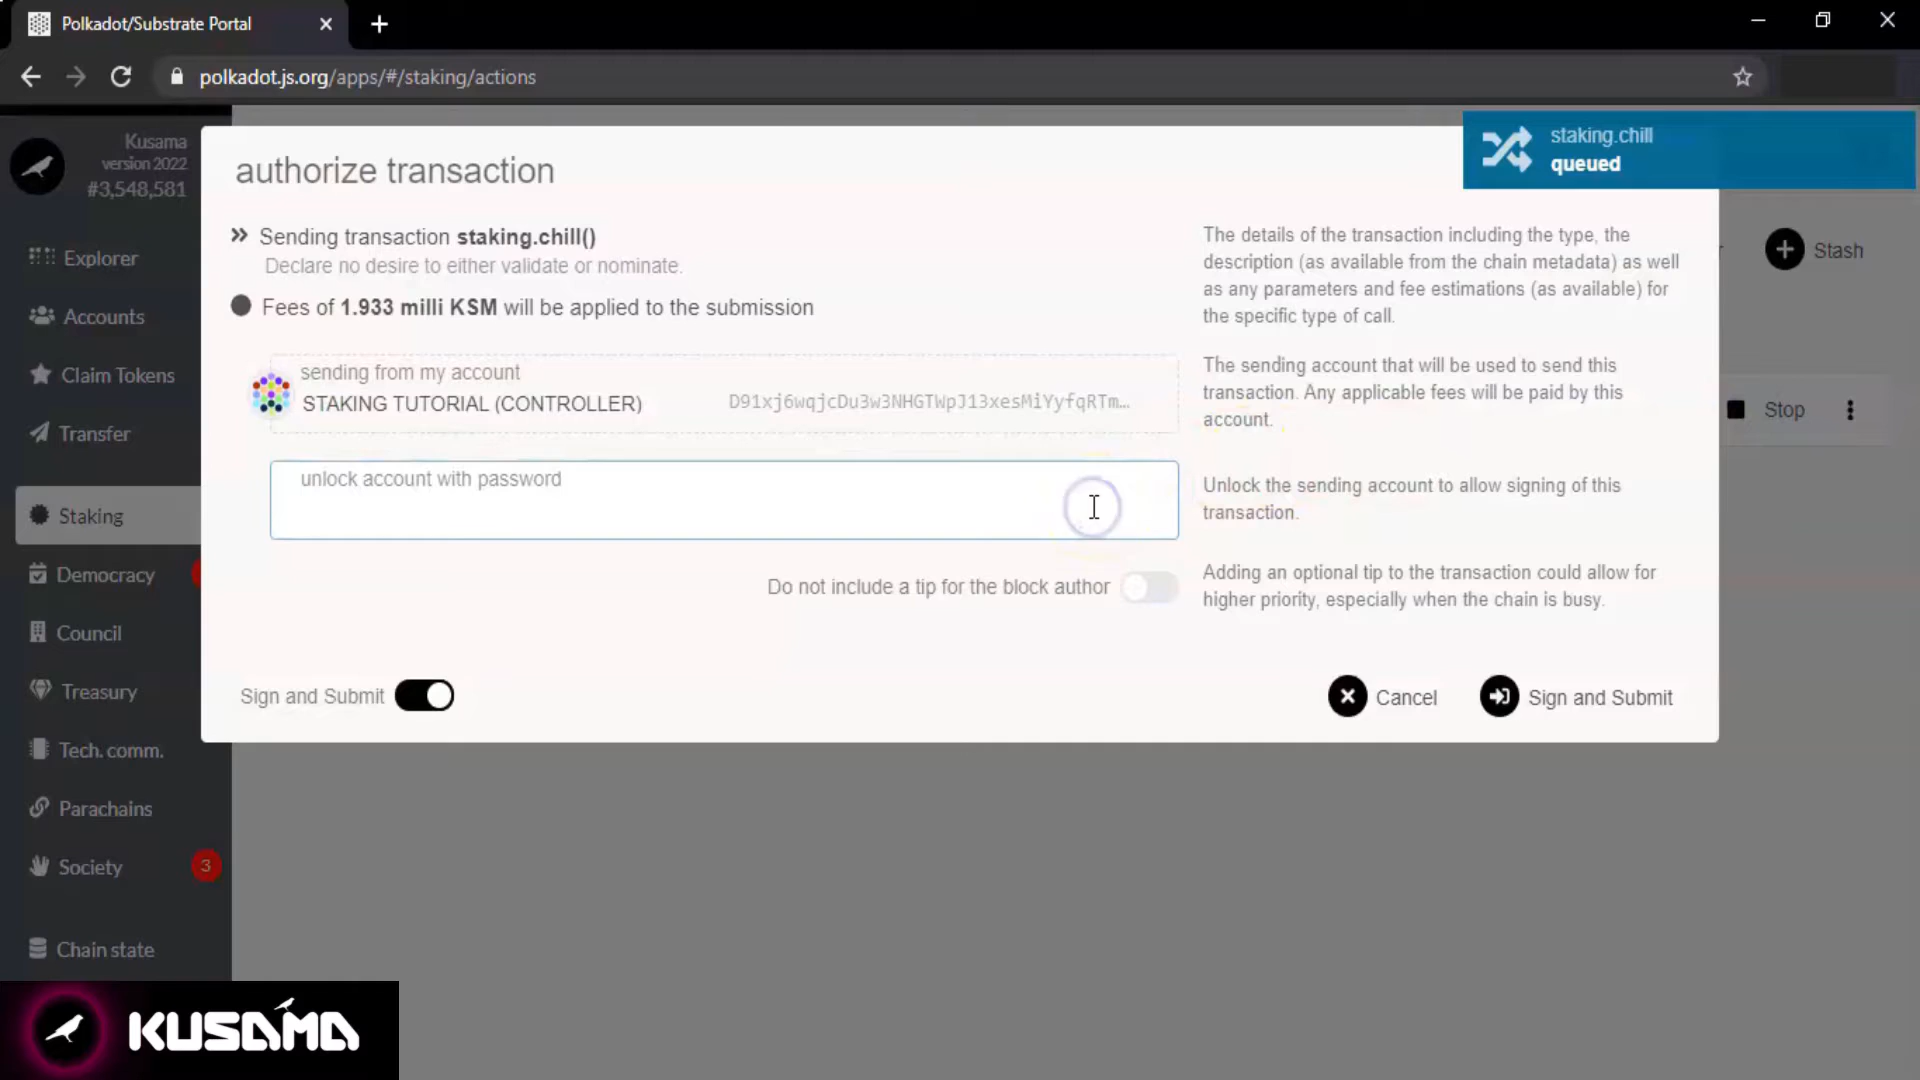 Polkadot/Substrate Portal
polkadot.js.org/apps/#/staking/actions
Kusama
version 2022
#3,548,581
Explorer
Accounts
Claim Tokens
Transfer
Staking
Democracy
Council
Treasury
Tech. comm.
Parachains
Society
3
Chain state
authorize transaction
staking.chill
queued
Sending transaction staking.chill()
Declare no desire to either validate or nominate.
Fees of 1.933 milli KSM will be applied to the submission
The details of the transaction including the type, the
description (as available from the chain metadata) as well
as any parameters and fee estimations (as available) for
the specific type of call.
sending from my account
STAKING TUTORIAL (CONTROLLER)
D91xj6wqjcDu3w3NHGTWpJ13xesMiYyfqRTm…
The sending account that will be used to send this
transaction. Any applicable fees will be paid by this
account.
unlock account with password
Unlock the sending account to allow signing of this
transaction.
Do not include a tip for the block author
Adding an optional tip to the transaction could allow for
higher priority, especially when the chain is busy.
Sign and Submit
Cancel
Sign and Submit
Stash
Stop
KUSAMA